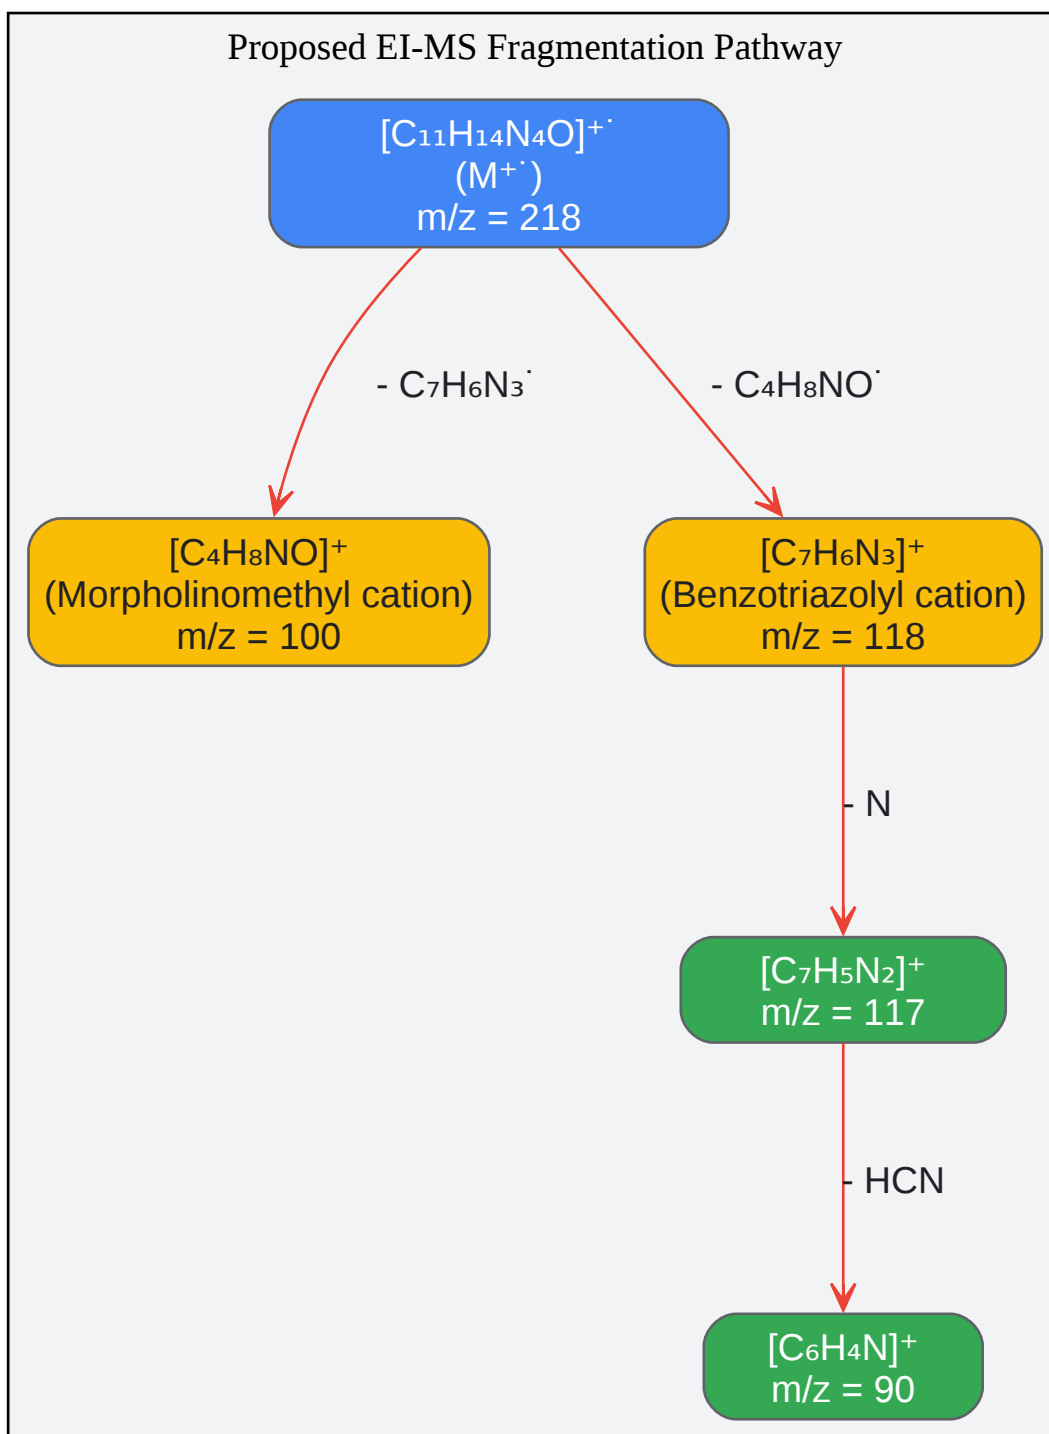 Proposed EI-MS Fragmentation Pathway
[C₁₁H₁₄N₄O]⁺˙
(M⁺˙)
m/z = 218
- C₇H₆N₃˙
- C₄H₈NO˙
[C₄H₈NO]⁺
(Morpholinomethyl cation)
m/z = 100
[C₇H₆N₃]⁺
(Benzotriazolyl cation)
m/z = 118
- N
[C₇H₅N₂]⁺
m/z = 117
- HCN
[C₆H₄N]⁺
m/z = 90